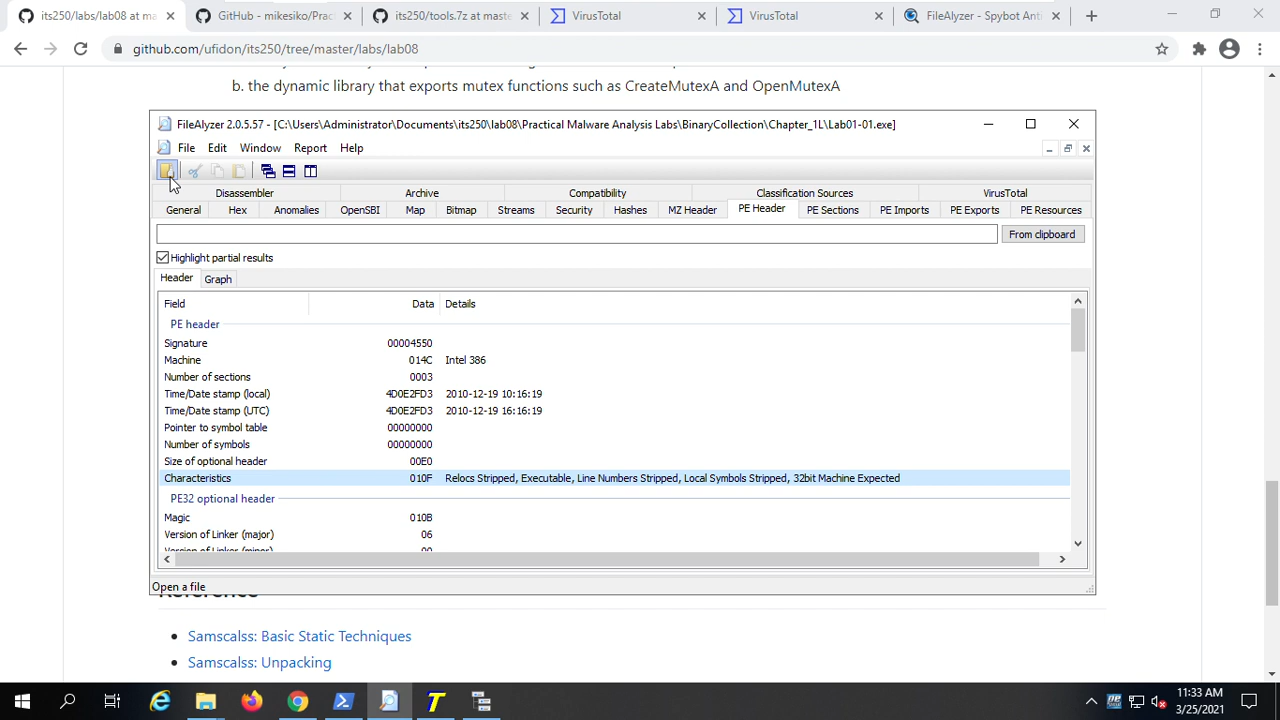 its250/labs/lab08 at ma
GitHub - mikesiko/Prac
its250/tools.7z at maste
VirusTotal
VirusTotal
FileAlyzer - Spybot Anti
github.com/ufidon/its250/tree/master/labs/lab08
b. the dynamic library that exports mutex functions such as CreateMutexA and OpenMutexA
FileAlyzer 2.0.5.57 - [C:\Users\Administrator\Documents\its250\lab08\Practical Malware Analysis Labs\BinaryCollection\Chapter_1L\Lab01-01.exe]
File Edit Window Report Help
Disassembler Archive Compatibility Classification Sources VirusTotal
General Hex Anomalies OpenSBI Map Bitmap Streams Security Hashes MZ Header PE Header PE Sections PE Imports PE Exports PE Resources
From clipboard
Highlight partial results
Header Graph
Field Data Details
PE header
Signature 00004550
Machine 014C Intel 386
Number of sections 0003
Time/Date stamp (local) 4D0E2FD3 2010-12-19 10:16:19
Time/Date stamp (UTC) 4D0E2FD3 2010-12-19 16:16:19
Pointer to symbol table 00000000
Number of symbols 00000000
Size of optional header 00E0
Characteristics 010F Relocs Stripped, Executable, Line Numbers Stripped, Local Symbols Stripped, 32bit Machine Expected
PE32 optional header
Magic 010B
Version of Linker (major) 06
Version of Linker (minor) 00
Open a file
Reference
Samscalss: Basic Static Techniques
Samscalss: Unpacking
11:33 AM
3/25/2021